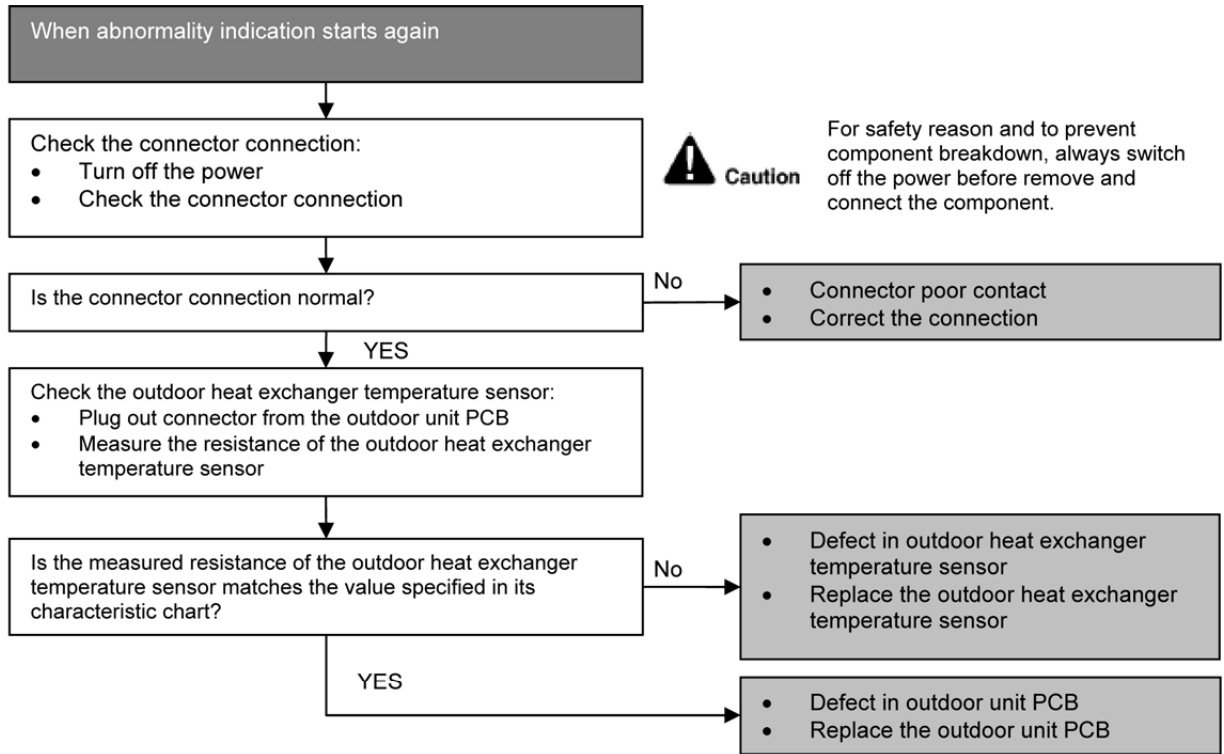 When abnormality indication starts again
Check the connector connection:
• Turn off the power
• Check the connector connection
Caution
For safety reason and to prevent
component breakdown, always switch
off the power before remove and
connect the component.
Is the connector connection normal?
No
• Connector poor contact
• Correct the connection
YES
Check the outdoor heat exchanger temperature sensor:
• Plug out connector from the outdoor unit PCB
• Measure the resistance of the outdoor heat exchanger
temperature sensor
Is the measured resistance of the outdoor heat exchanger
temperature sensor matches the value specified in its
characteristic chart?
No
• Defect in outdoor heat exchanger
temperature sensor
• Replace the outdoor heat exchanger
temperature sensor
YES
• Defect in outdoor unit PCB
• Replace the outdoor unit PCB